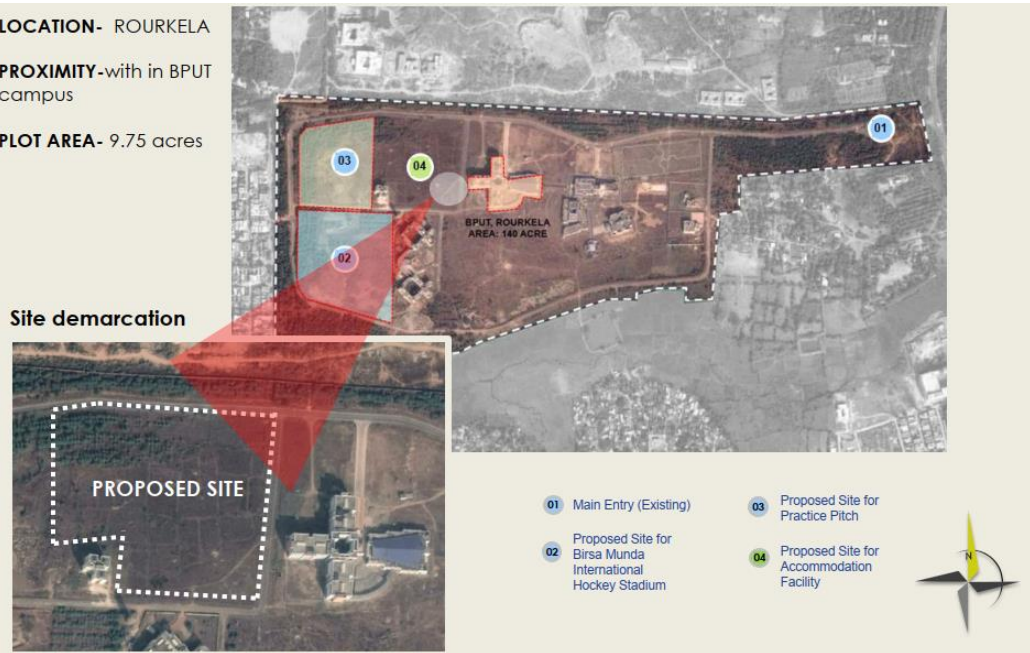 LOCATION- ROURKELA
PROXIMITY-with in BPUT
campus
PLOT AREA- 9.75 acres
01
03
04
BPUT, ROURKELA
AREA: 140 ACRE
02
Site demarcation
PROPOSED SITE
01 Main Entry (Existing)
02 Proposed Site for
Birsa Munda
International
Hockey Stadium
03 Proposed Site for
Practice Pitch
04 Proposed Site for
Accommodation
Facility
N